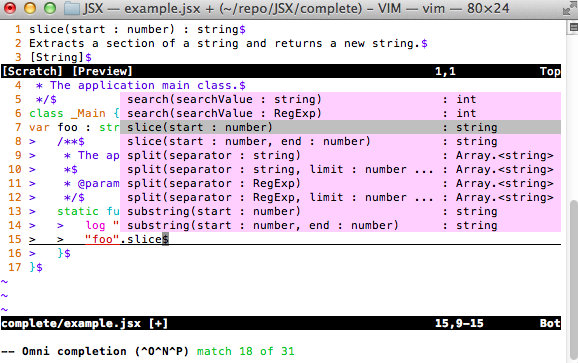 JSX — example.jsx + (~/repo/JSX/complete) – VIM — vim — 80×24
1 slice(start : number) : string$
2 Extracts a section of a string and returns a new string.$
3 [String]$
[Scratch] [Preview] 1,1 Top
4 * The application main class.$
5 */$ search(searchValue : string) : int
6 class _Main { search(searchValue : RegExp) : int
7 var foo : str slice(start : number) : string
8 > /**$ slice(start : number, end : number) : string
9 > * The ap split(separator : string) : Array.<string>
10 > *$ split(separator : string, limit : number ... : Array.<string>
11 > * @param split(separator : RegExp) : Array.<string>
12 > */$ split(separator : RegExp, limit : number ... : Array.<string>
13 > static fu substring(start : number) : string
14 > > log " substring(start : number, end : number) : string
15 > > "foo".slice$
16 > }$
17 }$
~
~
~
complete/example.jsx [+] 15,9-15 Bot
-- Omni completion (^O^N^P) match 18 of 31